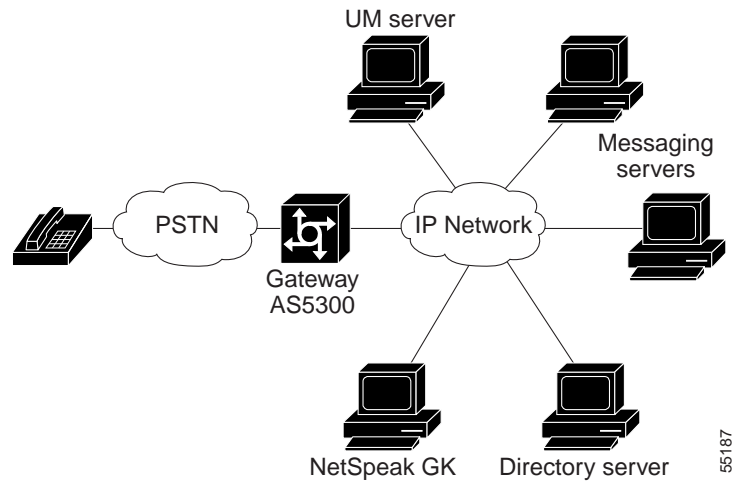 UM server
Messaging
servers
PSTN
IP Network
Gateway
AS5300
NetSpeak GK
Directory server
55187